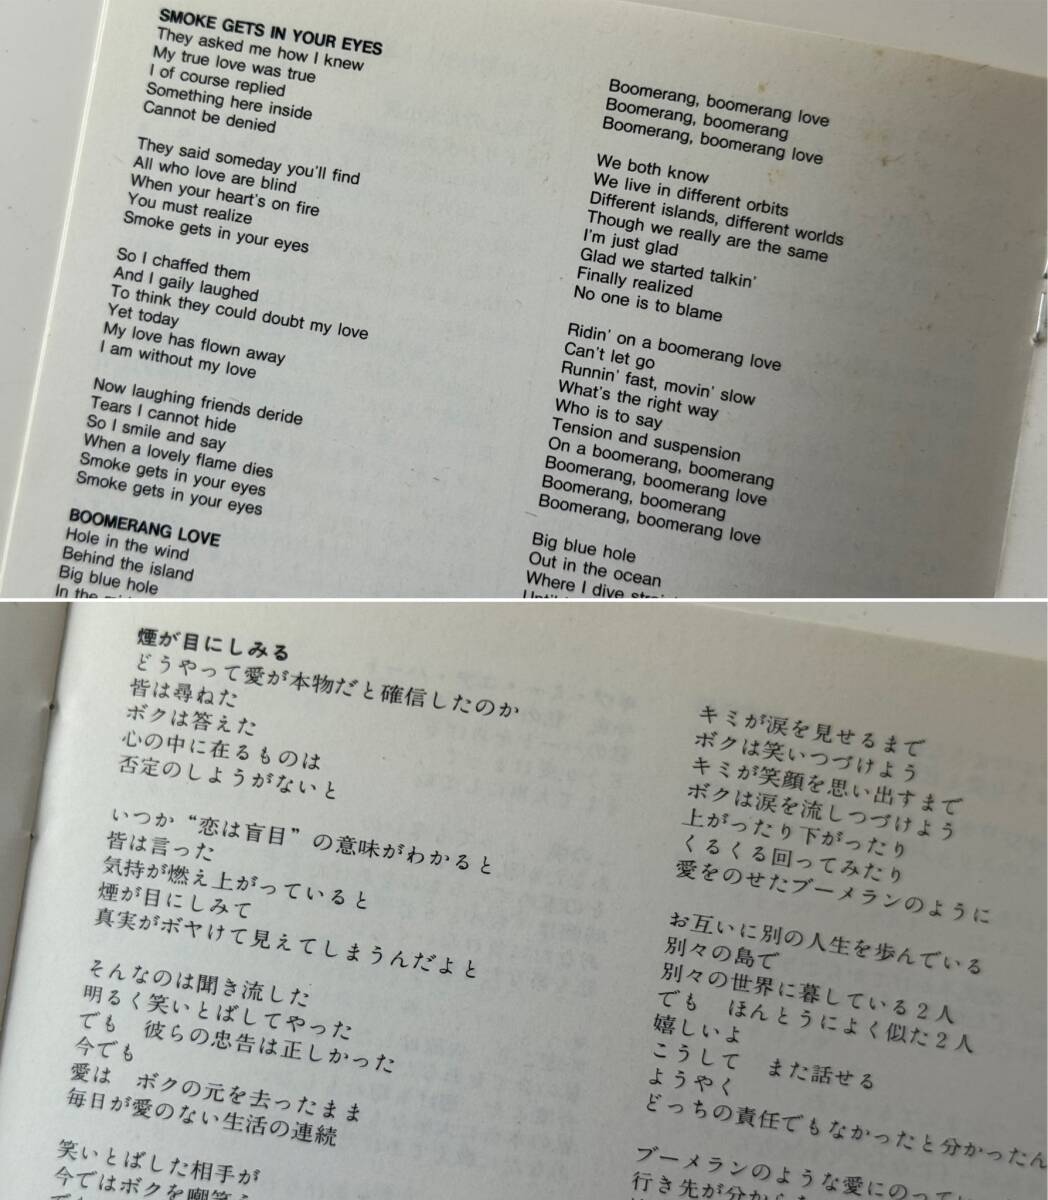 SMOKE GETS IN YOUR EYES
They asked me how I knew
My true love was true
I of course replied
Something here inside
Cannot be denied
They said someday you'll find
All who love are blind
When your heart's on fire
You must realize
Smoke gets in your eyes
So I chaffed them
And I gaily laughed
To think they could doubt my love
Yet today
My love has flown away
I am without my love
Now laughing friends deride
Tears I cannot hide
So I smile and say
When a lovely flame dies
Smoke gets in your eyes
Smoke gets in your eyes
BOOMERANG LOVE
Hole in the wind
Behind the island
Big blue hole
In the
Boomerang, boomerang love
Boomerang, boomerang
Boomerang, boomerang love
We both know
We live in different orbits
Different islands, different worlds
Though we really are the same
I'm just glad
Glad we started talkin'
Finally realized
No one is to blame
Ridin' on a boomerang love
Can't let go
Runnin' fast, movin' slow
What's the right way
Who is to say
Tension and suspension
On a boomerang, boomerang
Boomerang, boomerang love
Boomerang, boomerang
Boomerang, boomerang love
Big blue hole
Out in the ocean
Where I dive
煙が目にしみる
どうやって愛が本物だと確信したのか
皆は尋ねた
ボクは答えた
心の中に在るものは
否定のしようがないと
いつか“恋は盲目”の意味がわかると
皆は言った
気持が燃え上がっていると
煙が目にしみて
真実がボヤけて見えてしまうんだよと
そんなのは聞き流した
明るく笑いとばしてやった
でも　彼らの忠告は正しかった
今でも
愛は　ボクの元を去ったまま
毎日が愛のない生活の連続
笑いとばした相手が
今ではボクを嘲笑
キミが涙を見せるまで
ボクは笑いつづけよう
キミが笑顔を思い出すまで
ボクは涙を流しつづけよう
上がったり下がったり
くるくる回ってみたり
愛をのせたブーメランのように
お互いに別の人生を歩んでいる
別々の島で
別々の世界に暮している２人
でも　ほんとうによく似た２人
嬉しいよ
こうして　また話せる
ようやく
どっちの責任でもなかったと分かったん
ブーメランのような愛にのって
行き先が分から